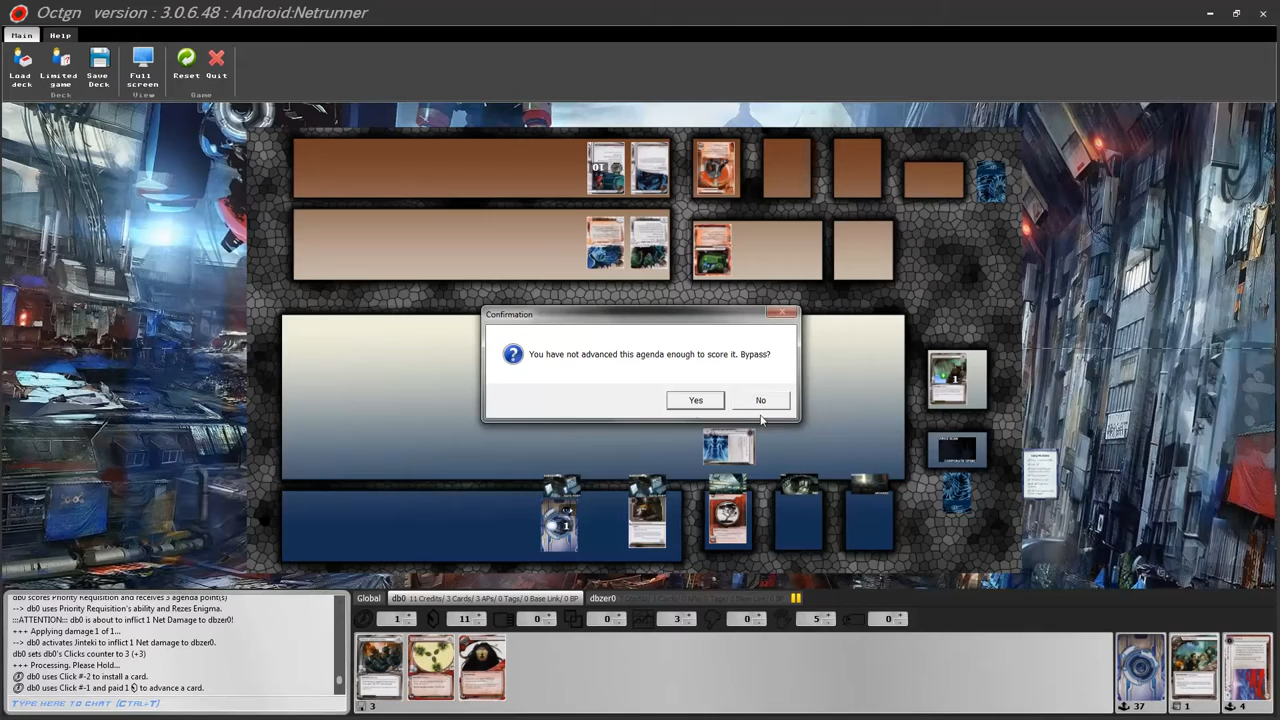 Octgn version : 3.0.6.48 : Android:Netrunner
Main Help
Load deck
Limited game
Save Deck
Full screen
Reset
Quit
Deck
View
Game
10
Confirmation
You have not advanced this agenda enough to score it. Bypass?
Yes
No
1
1
Global db0 11 Credits/ 3 Cards/ 3 APs/ 0 Tags/ 0 Base Link/ 0 BP dbzer0
db0 scores Priority Requisition and receives 3 agenda point(s)
--> db0 uses Priority Requisition's ability and Rezes Enigma.
:::ATTENTION::: db0 is about to inflict 1 Net Damage to dbzer0!
+++ Applying damage 1 of 1...
--> db0 activates Jinteki to inflict 1 Net Damage to dbzer0.
db0 sets db0's Clicks counter to 3 (+3)
+++ Processing. Please Hold...
db0 uses Click #-2 to install a card.
db0 uses Click #-1 and paid 1 to advance a card.
TYPE HERE TO CHAT (CTRL+T)
1 11 0 0 3 0 5 0
3
37 1 4